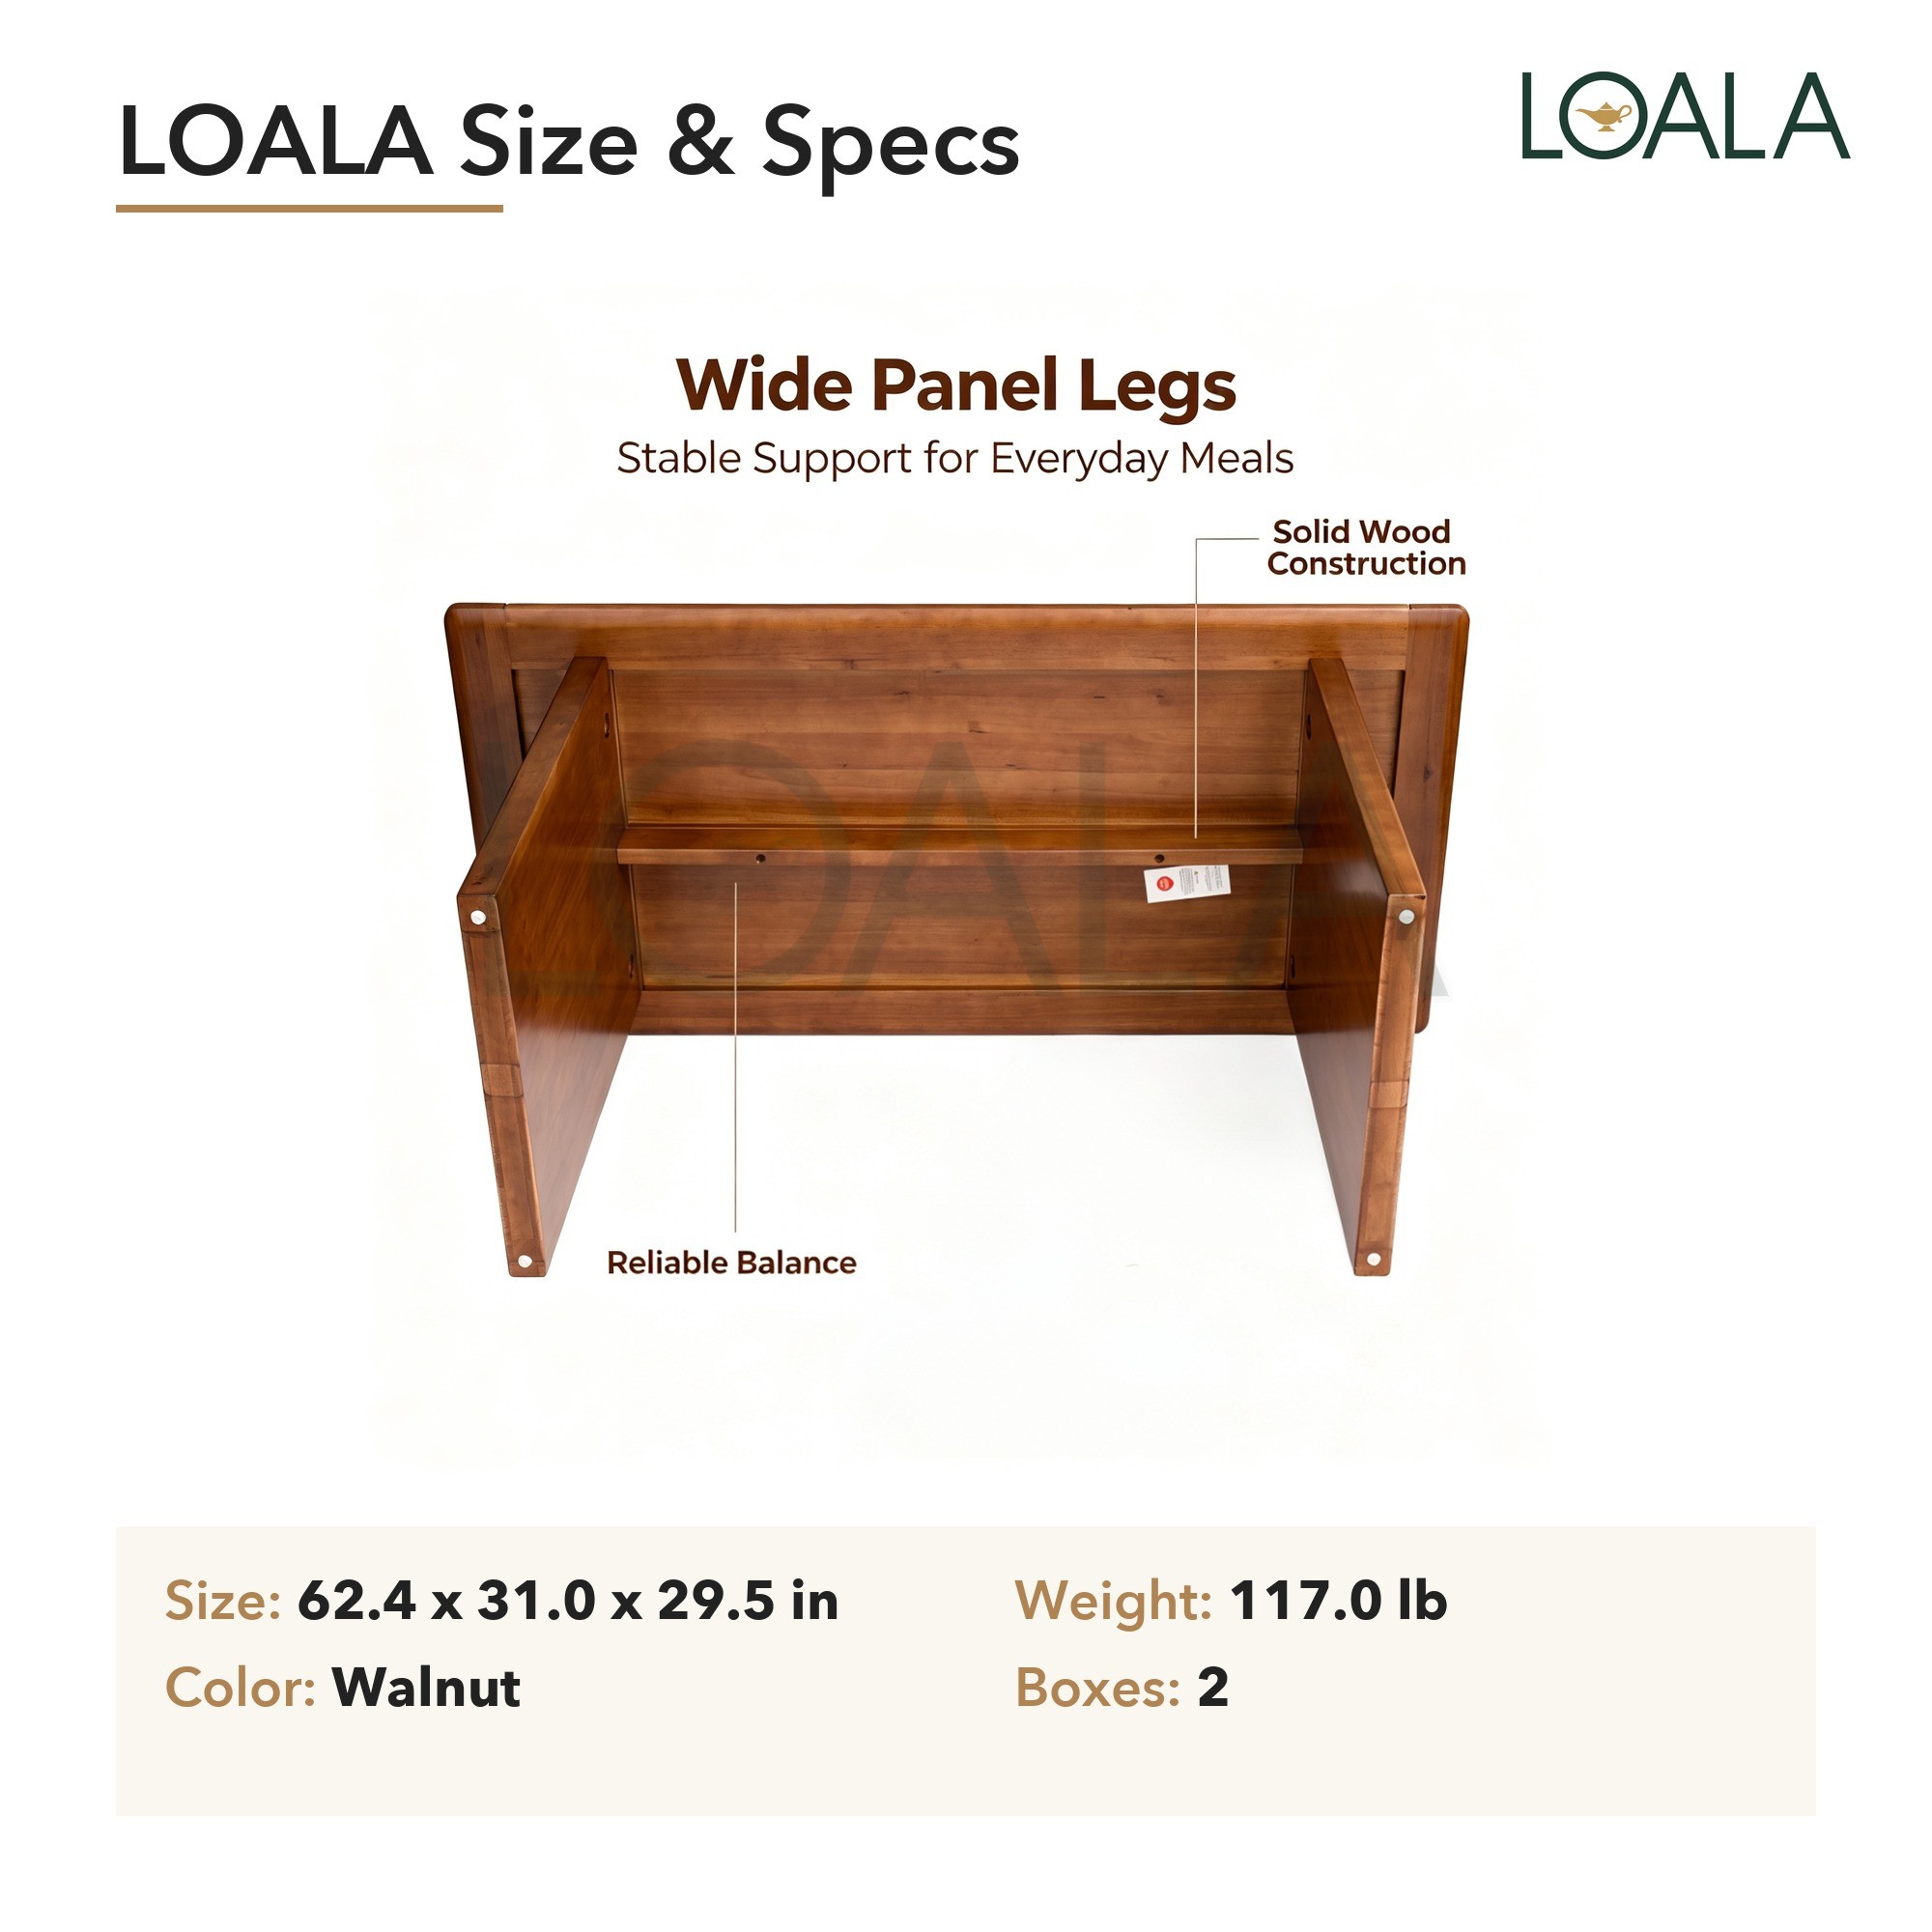 LOALA Size & Specs
LOALA
Wide Panel Legs
Stable Support for Everyday Meals
Solid Wood
Construction
LOALA
Reliable Balance
Size: 62.4 x 31.0 x 29.5 in
Weight: 117.0 lb
Color: Walnut
Boxes: 2